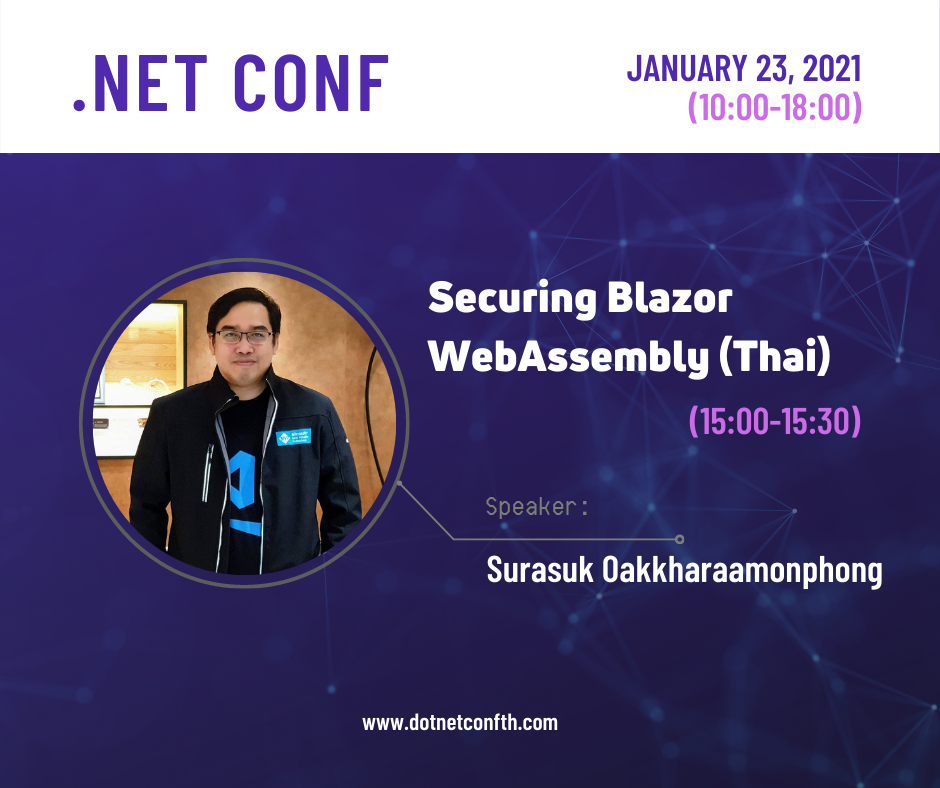 .NET CONF
JANUARY 23, 2021
(10:00-18:00)
Securing Blazor
WebAssembly (Thai)
(15:00-15:30)
Speaker:
Surasuk Oakkharaamonphong
www.dotnetconfth.com